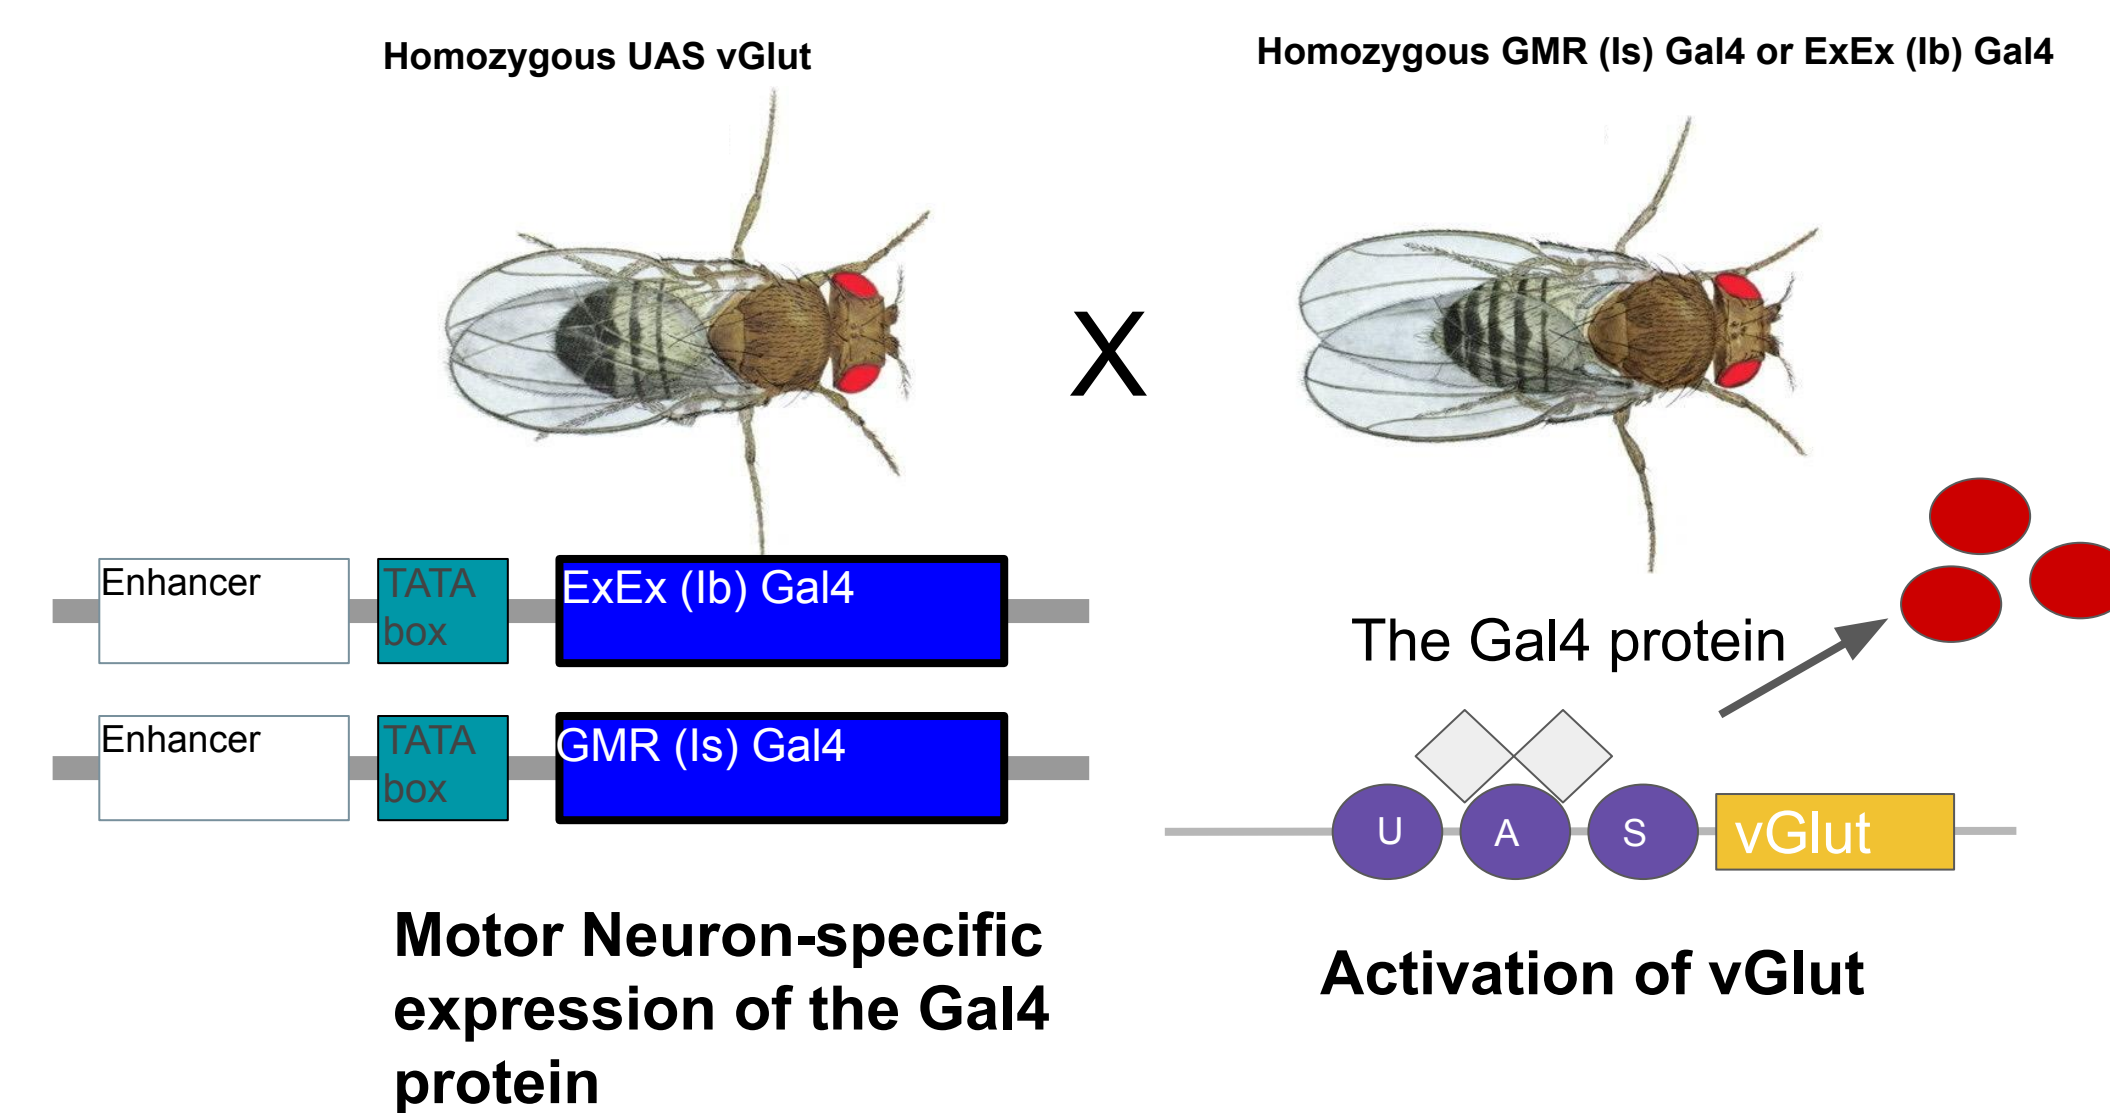 Homozygous UAS vGlut
Homozygous GMR (Is) Gal4 or ExEx (Ib) Gal4
X
Enhancer
TATA
box
ExEx (Ib) Gal4
Enhancer
TATA
box
GMR (Is) Gal4
The Gal4 protein
U
A
S
vGlut
Motor Neuron-specific
expression of the Gal4
protein
Activation of vGlut